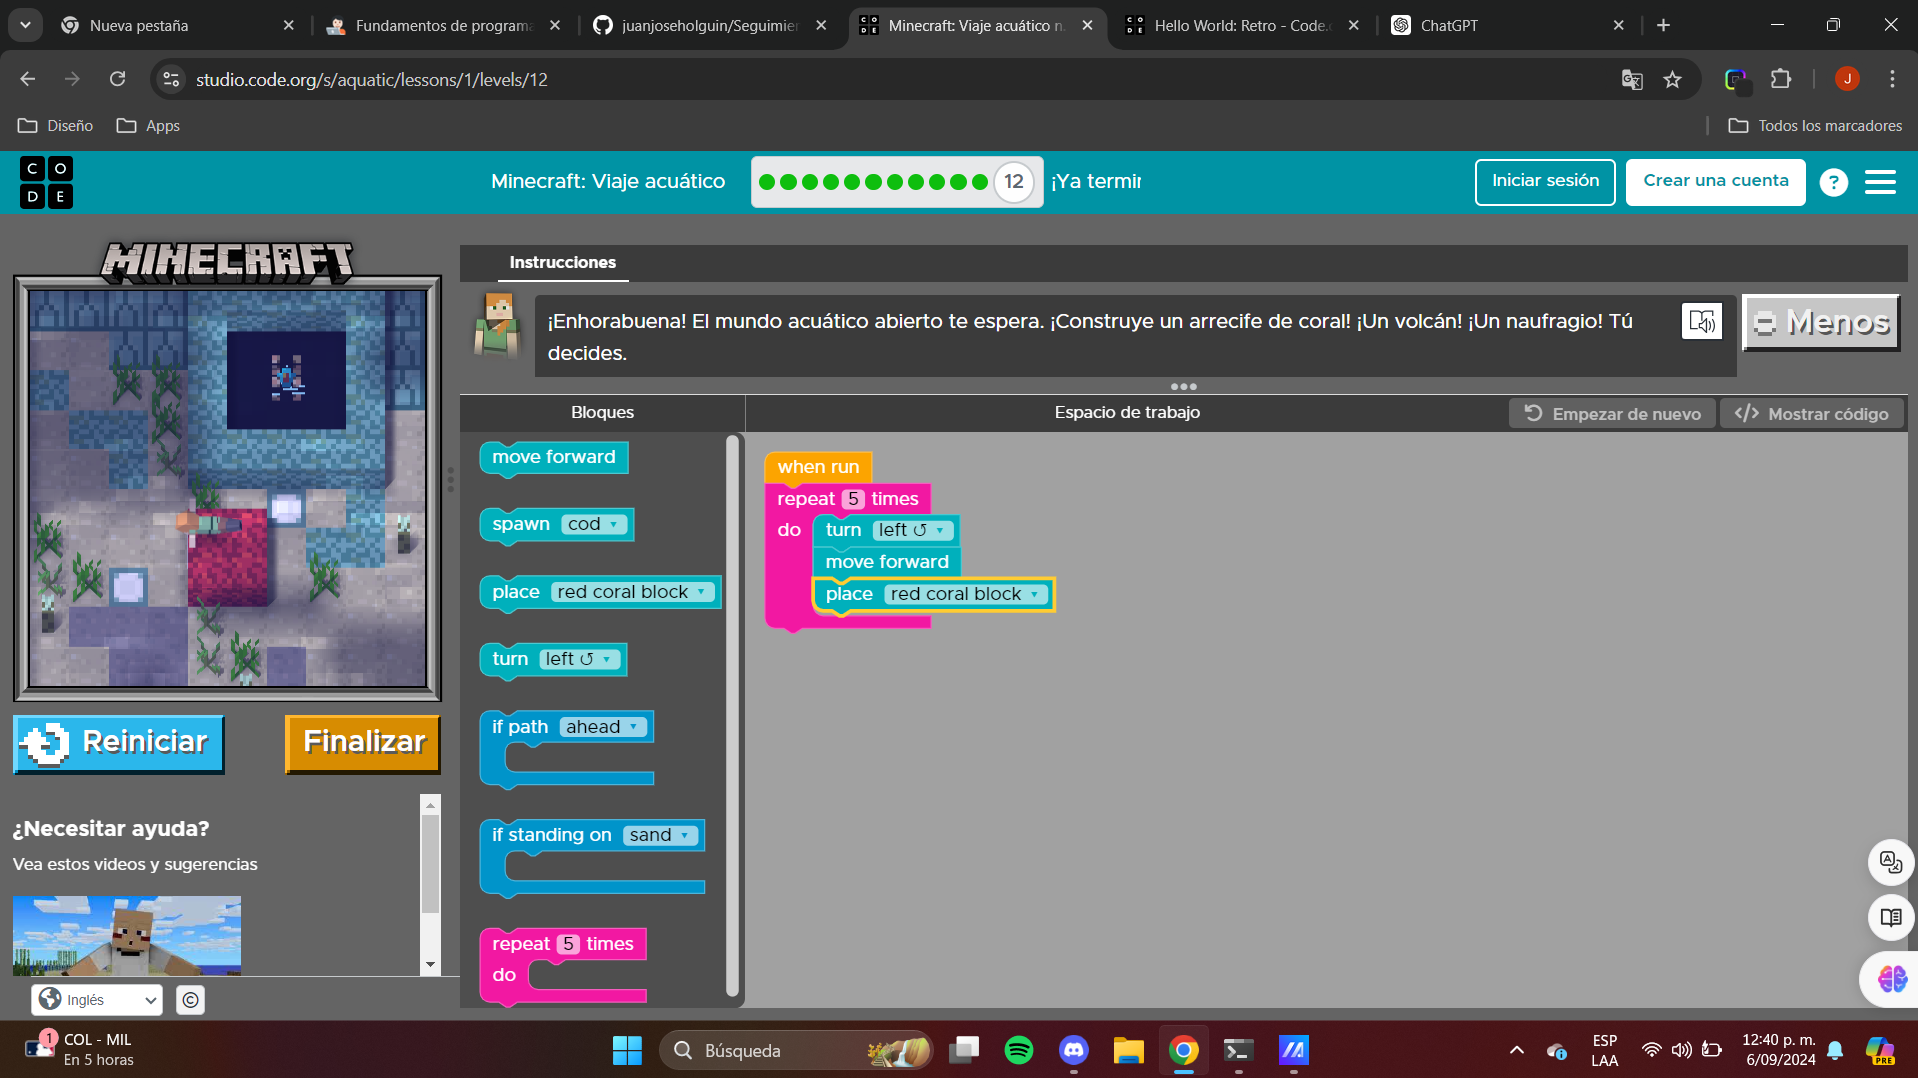 Nueva pestaña
Fundamentos de programa
juanjoseholguin/Seguimier
Minecraft: Viaje acuático n
Hello World: Retro - Code.
ChatGPT
studio.code.org/s/aquatic/lessons/1/levels/12
J
Diseño
Apps
Todos los marcadores
C O
D E
Minecraft: Viaje acuático
12
¡Ya termin
Iniciar sesión
Crear una cuenta
?
MINECRAFT
Instrucciones
¡Enhorabuena! El mundo acuático abierto te espera. ¡Construye un arrecife de coral! ¡Un volcán! ¡Un naufragio! Tú
decides.
Menos
Bloques
Espacio de trabajo
Empezar de nuevo
</> Mostrar código
move forward
spawn cod
place red coral block
turn left ↺
if path ahead
if standing on sand
repeat 5 times
do
when run
repeat 5 times
do turn left ↺
move forward
place red coral block
Reiniciar
Finalizar
¿Necesitar ayuda?
Vea estos videos y sugerencias
Inglés
©
1
COL - MIL
En 5 horas
Búsqueda
ESP
LAA
12:40 p. m.
6/09/2024
PRE